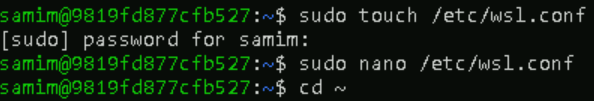 samim@9819fd877cfb527:~$ sudo touch /etc/wsl.conf
[sudo] password for samim:
samim@9819fd877cfb527:~$ sudo nano /etc/wsl.conf
samim@9819fd877cfb527:~$ cd ~